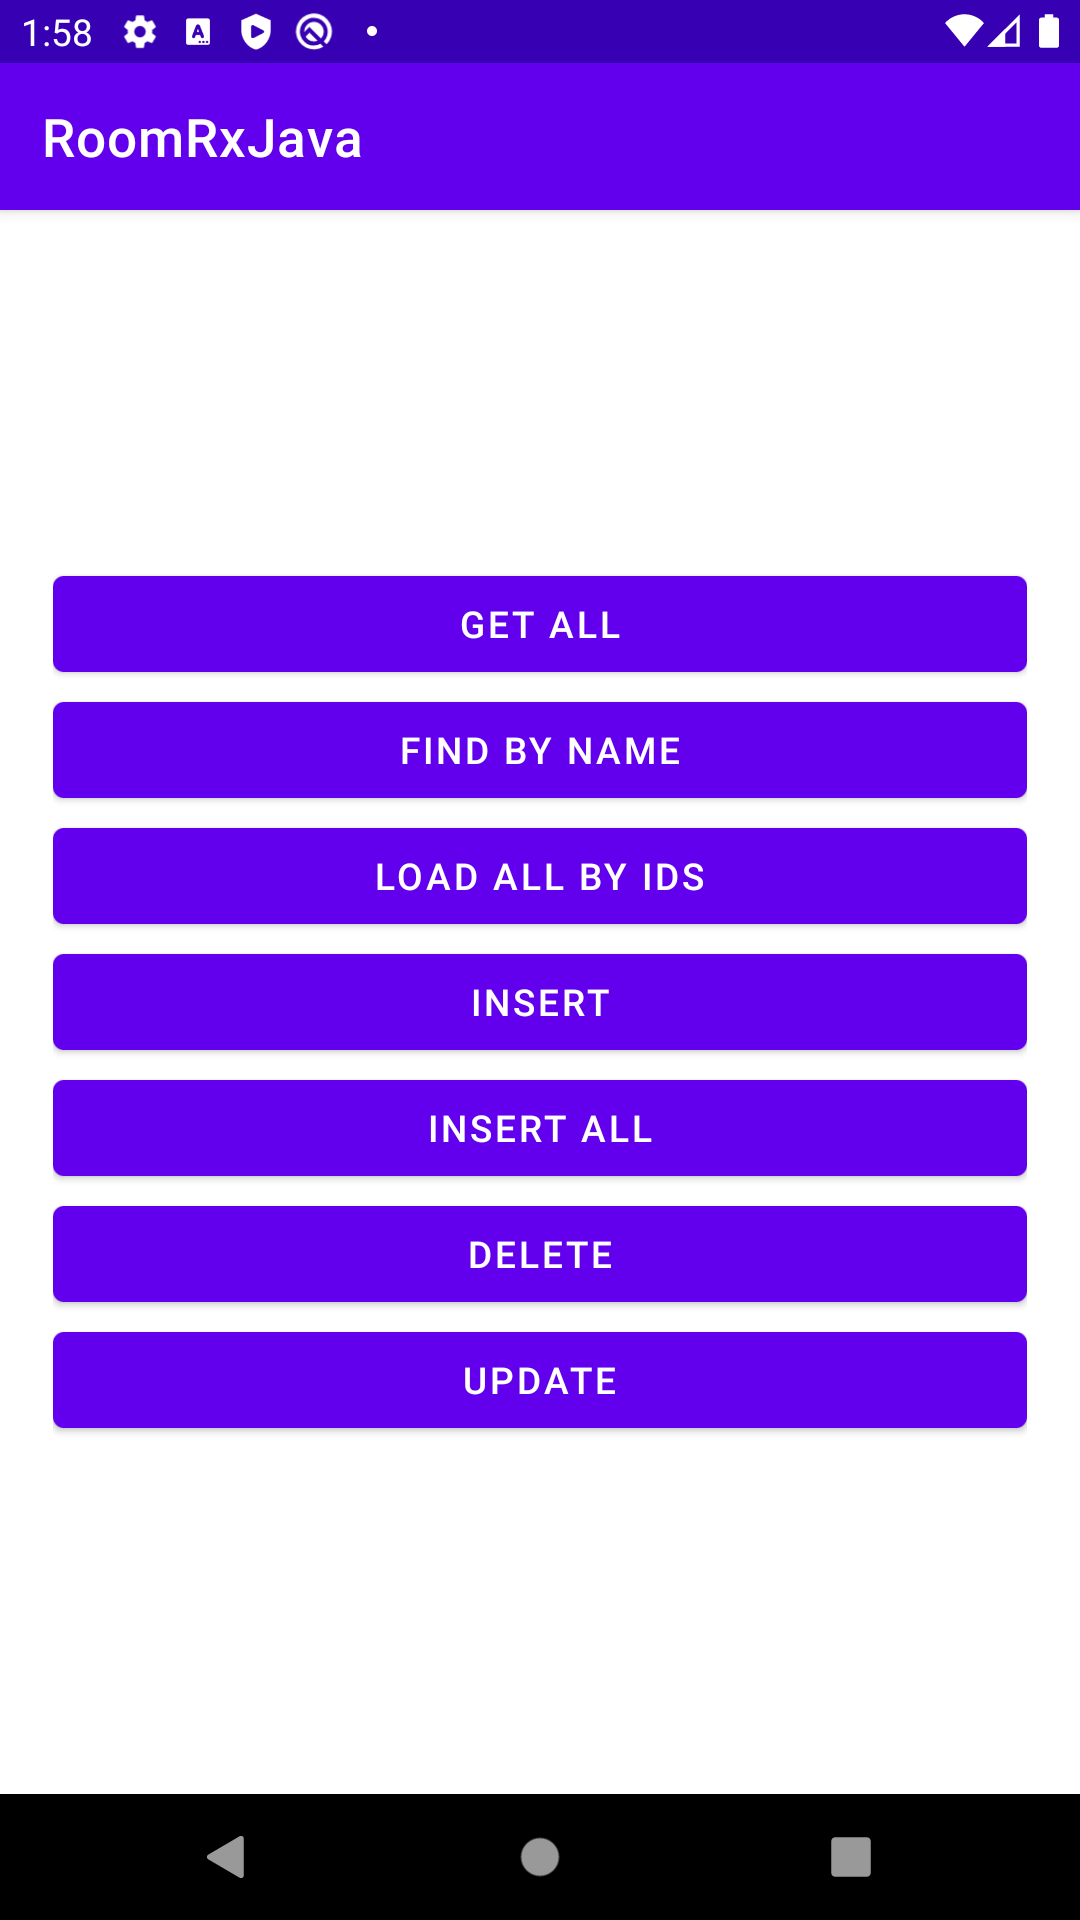 1:58
RoomRxJava
GET ALL
FIND BY NAME
LOAD ALL BY IDS
INSERT
INSERT ALL
DELETE
UPDATE